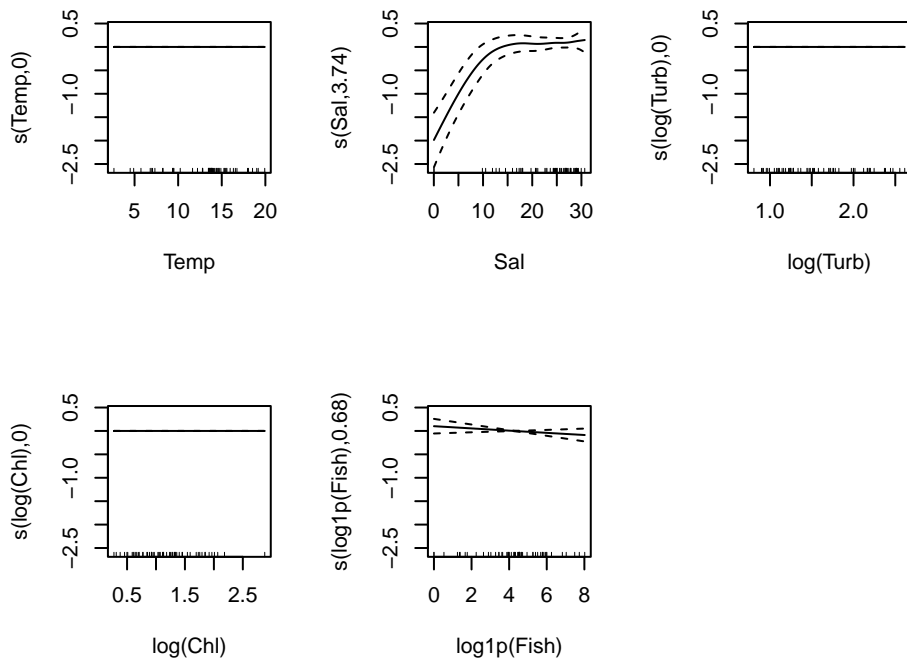 s(Temp,0)
0.5
−1.0
−2.5
5 10 15 20
Temp
s(Sal,3.74)
0.5
−1.0
−2.5
0 10 20 30
Sal
s(log(Turb),0)
0.5
−1.0
−2.5
1.0 2.0
log(Turb)
s(log(Chl),0)
0.5
−1.0
−2.5
0.5 1.5 2.5
log(Chl)
s(log1p(Fish),0.68)
0.5
−1.0
−2.5
0 2 4 6 8
log1p(Fish)